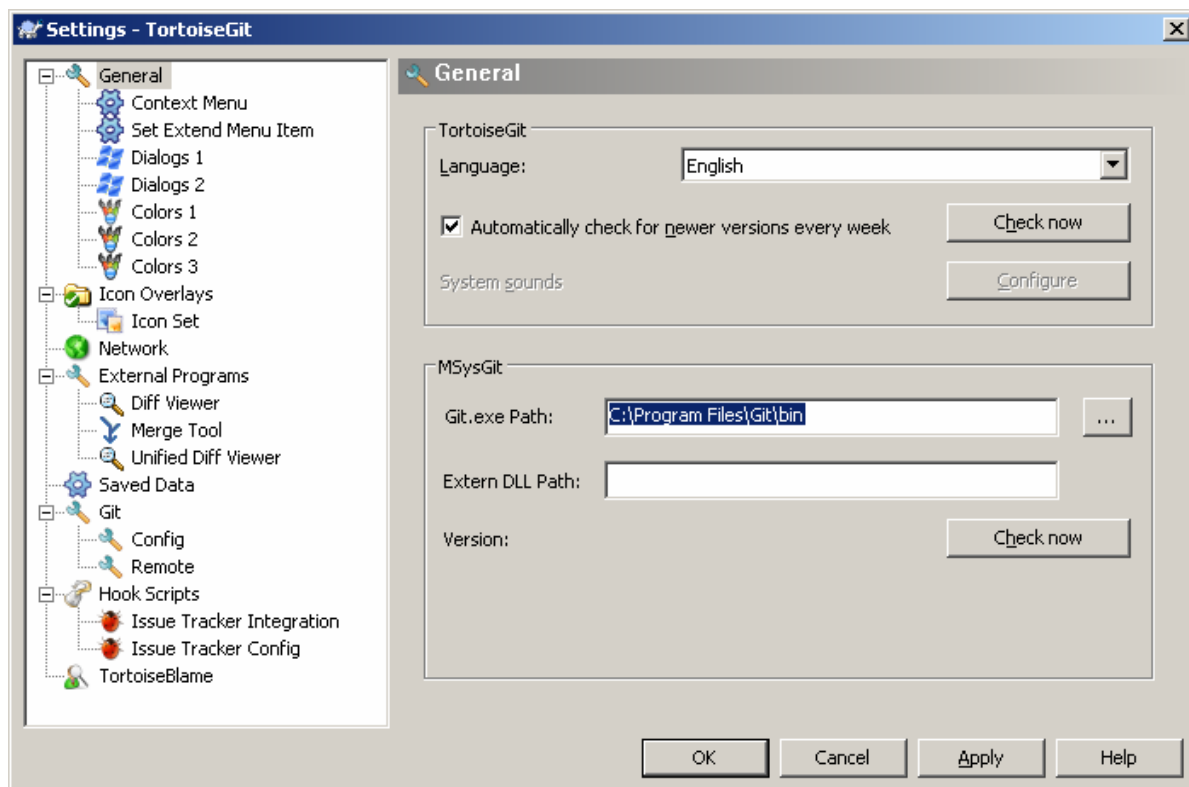 Settings - TortoiseGit
General
Context Menu
Set Extend Menu Item
Dialogs 1
Dialogs 2
Colors 1
Colors 2
Colors 3
Icon Overlays
Icon Set
Network
External Programs
Diff Viewer
Merge Tool
Unified Diff Viewer
Saved Data
Git
Config
Remote
Hook Scripts
Issue Tracker Integration
Issue Tracker Config
TortoiseBlame
General
TortoiseGit
Language: English
Automatically check for newer versions every week Check now
System sounds Configure
MSysGit
Git.exe Path: C:\Program Files\Git\bin ...
Extern DLL Path:
Version: Check now
OK Cancel Apply Help